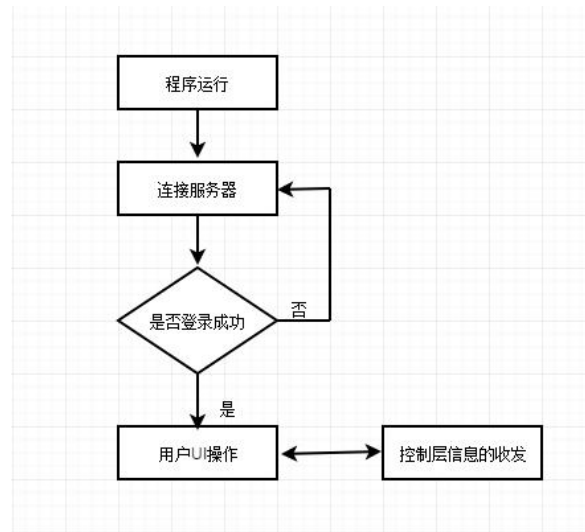 程序运行
连接服务器
是否登录成功
否
是
用户UI操作
控制层信息的收发